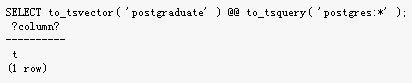 SELECT to_tsvector( 'postgraduate' ) @@ to_tsquery( 'postgres:*' );
?column?
----------
t
(1 row)